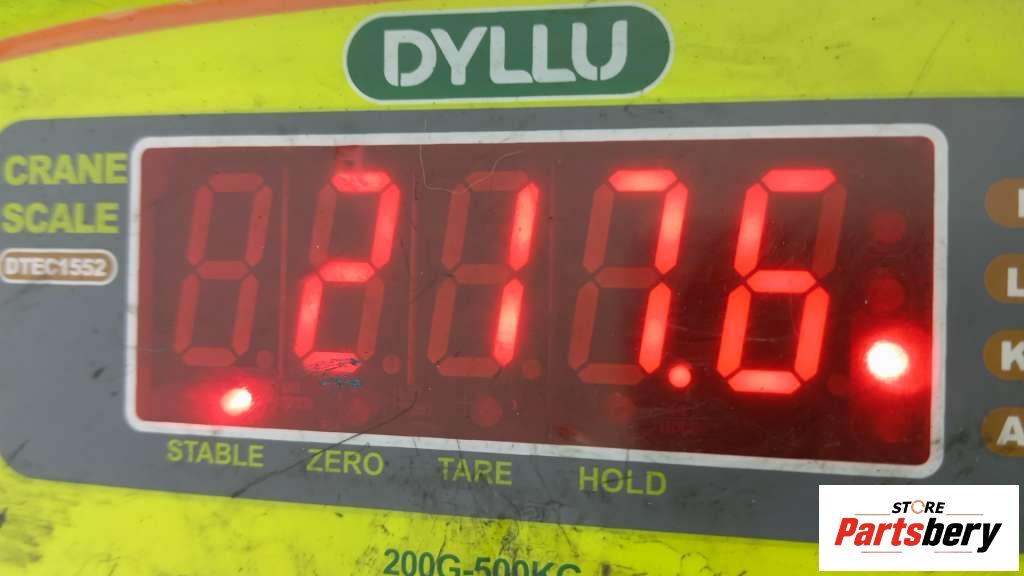 DYLLU
CRANE
SCALE
DTEC1552
217.6
STABLE ZERO TARE HOLD
L
K
A
200G-500KG
STORE
Partsbery